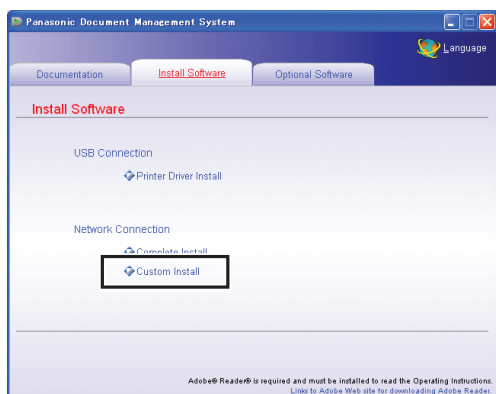 Panasonic Document Management System
Language
Documentation
Install Software
Optional Software
Install Software
USB Connection
Printer Driver Install
Network Connection
Complete Install
Custom Install
Adobe® Reader® is required and must be installed to read the Operating Instructions.
Links to Adobe Web site for downloading Adobe Reader.